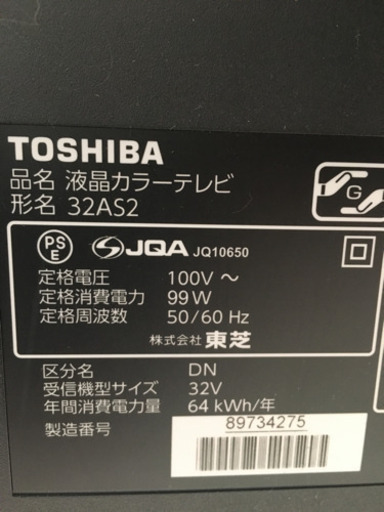 TOSHIBA
品名 液晶カラーテレビ
形名 32AS2
G
PS
E
JQA JQ10650
定格電圧 100V ～
定格消費電力 99W
定格周波数 50/60 Hz
株式会社 東芝
区分名 DN
受信機型サイズ 32V
年間消費電力量 64 kWh/年
製造番号 89734275